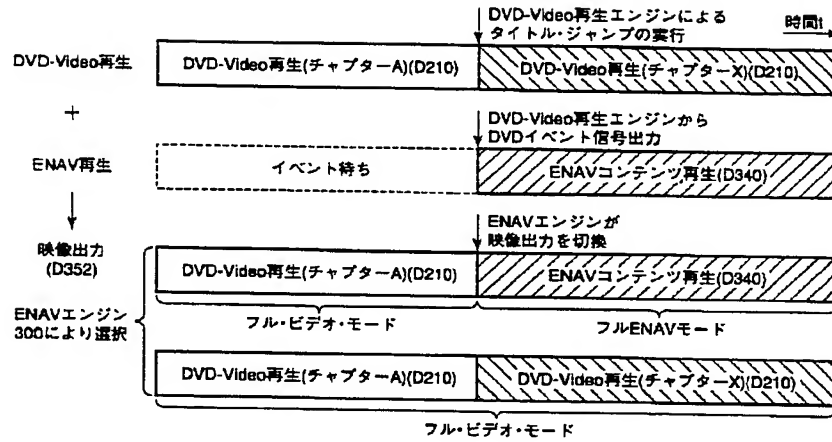 DVD-Video再生エンジンによる
タイトル・ジャンプの実行
時間t
DVD-Video再生
DVD-Video再生(チャプターA)(D210)
DVD-Video再生(チャプターX)(D210)
+
DVD-Video再生エンジンから
DVDイベント信号出力
ENAV再生
イベント待ち
ENAVコンテンツ再生(D340)
ENAVエンジンが
映像出力を切換
映像出力
(D352)
DVD-Video再生(チャプターA)(D210)
ENAVコンテンツ再生(D340)
ENAVエンジン
300により選択
フル・ビデオ・モード
フルENAVモード
DVD-Video再生(チャプターA)(D210)
DVD-Video再生(チャプターX)(D210)
フル・ビデオ・モード